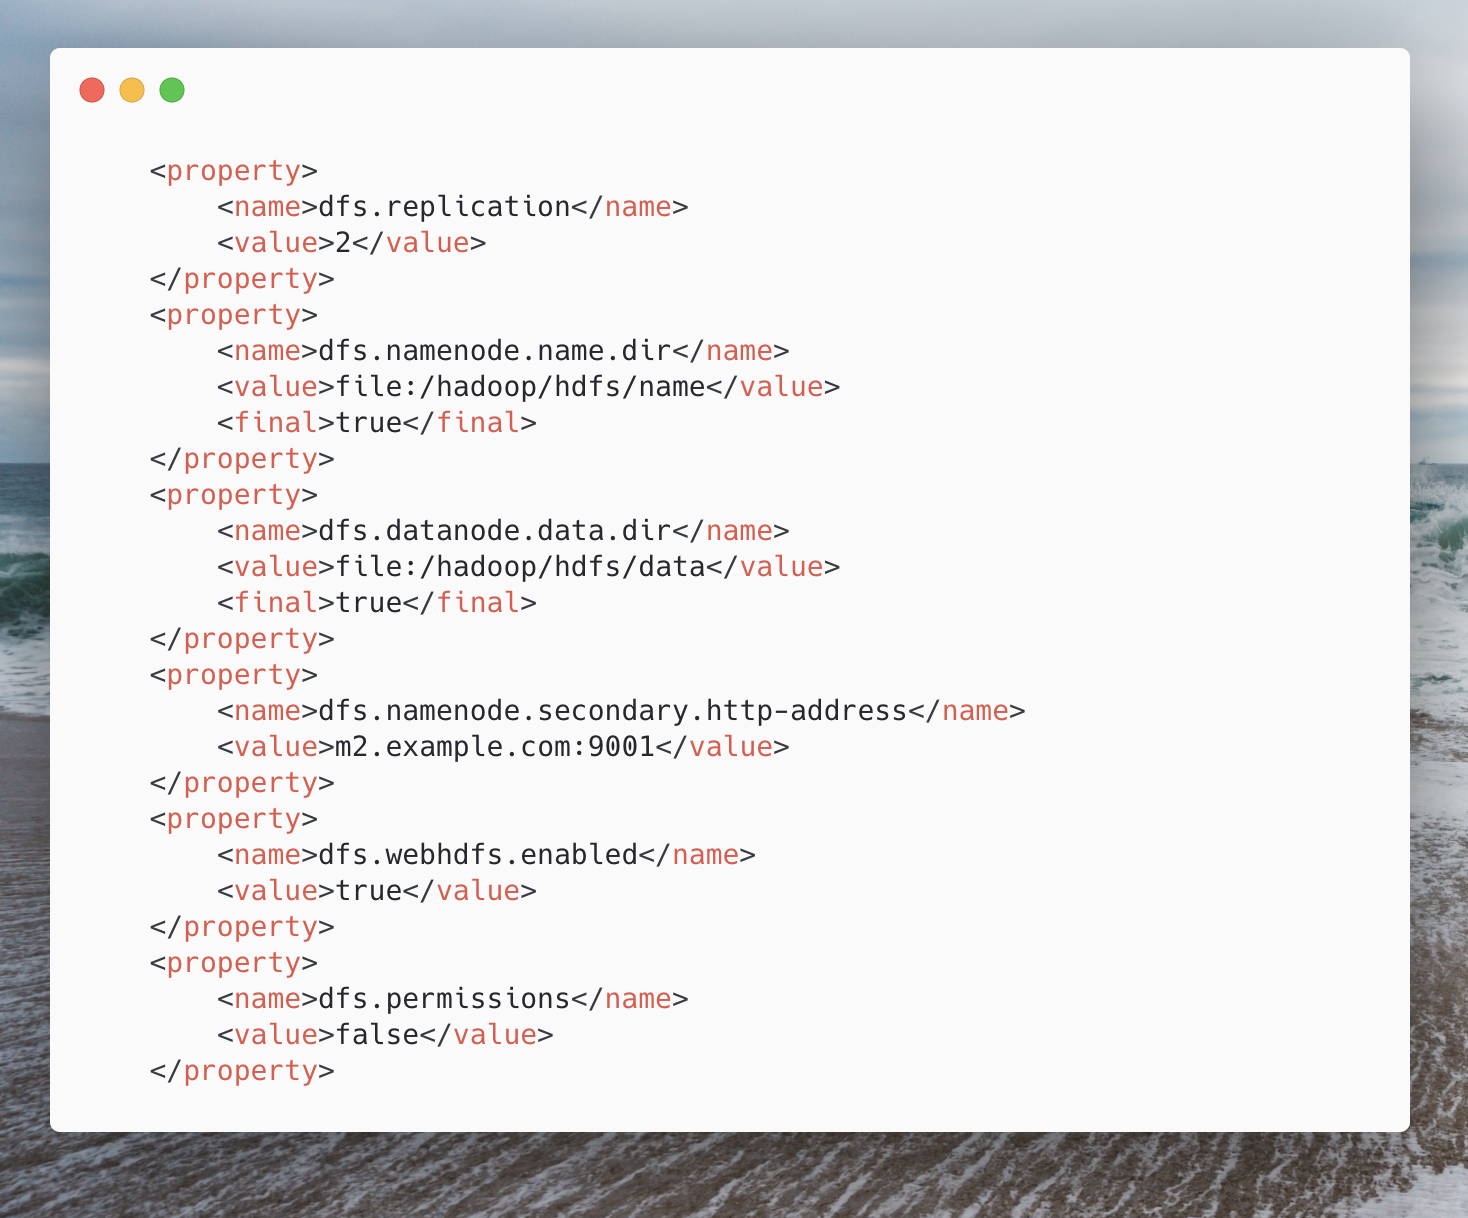 <property>
    <name>dfs.replication</name>
    <value>2</value>
</property>
<property>
    <name>dfs.namenode.name.dir</name>
    <value>file:/hadoop/hdfs/name</value>
    <final>true</final>
</property>
<property>
    <name>dfs.datanode.data.dir</name>
    <value>file:/hadoop/hdfs/data</value>
    <final>true</final>
</property>
<property>
    <name>dfs.namenode.secondary.http-address</name>
    <value>m2.example.com:9001</value>
</property>
<property>
    <name>dfs.webhdfs.enabled</name>
    <value>true</value>
</property>
<property>
    <name>dfs.permissions</name>
    <value>false</value>
</property>